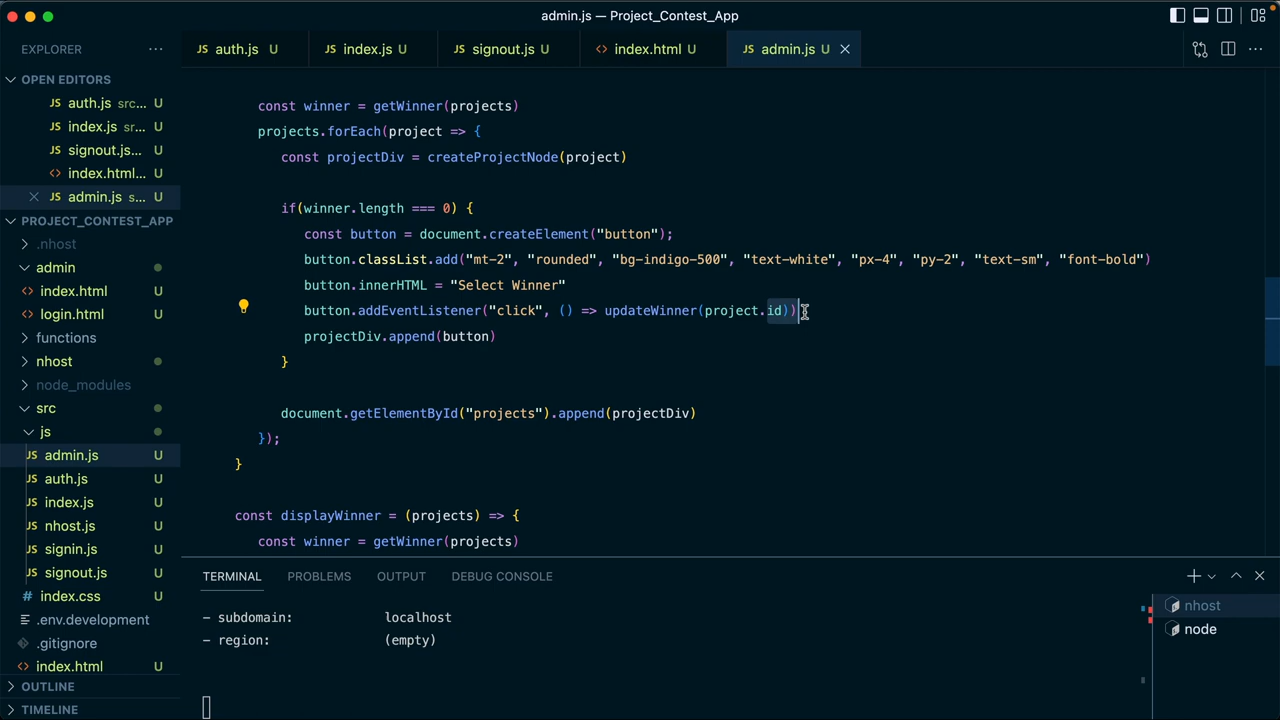 admin.js — Project_Contest_App
EXPLORER
OPEN EDITORS
JS auth.js src... U
JS index.js sr... U
JS signout.js... U
<> index.html... U
JS admin.js s... U
PROJECT_CONTEST_APP
.nhost
admin
<> index.html U
<> login.html U
functions
nhost
node_modules
src
js
JS admin.js U
JS auth.js U
JS index.js U
JS nhost.js U
JS signin.js U
JS signout.js U
# index.css U
.env.development U
.gitignore U
<> index.html U
OUTLINE
TIMELINE
JS auth.js U
JS index.js U
JS signout.js U
<> index.html U
JS admin.js U
const winner = getWinner(projects)
projects.forEach(project => {
const projectDiv = createProjectNode(project)
if(winner.length === 0) {
const button = document.createElement("button");
button.classList.add("mt-2", "rounded", "bg-indigo-500", "text-white", "px-4", "py-2", "text-sm", "font-bold")
button.innerHTML = "Select Winner"
button.addEventListener("click", () => updateWinner(project.id))
projectDiv.append(button)
}
document.getElementById("projects").append(projectDiv)
});
}
const displayWinner = (projects) => {
const winner = getWinner(projects)
TERMINAL PROBLEMS OUTPUT DEBUG CONSOLE
- subdomain: localhost
- region: (empty)
nhost
node